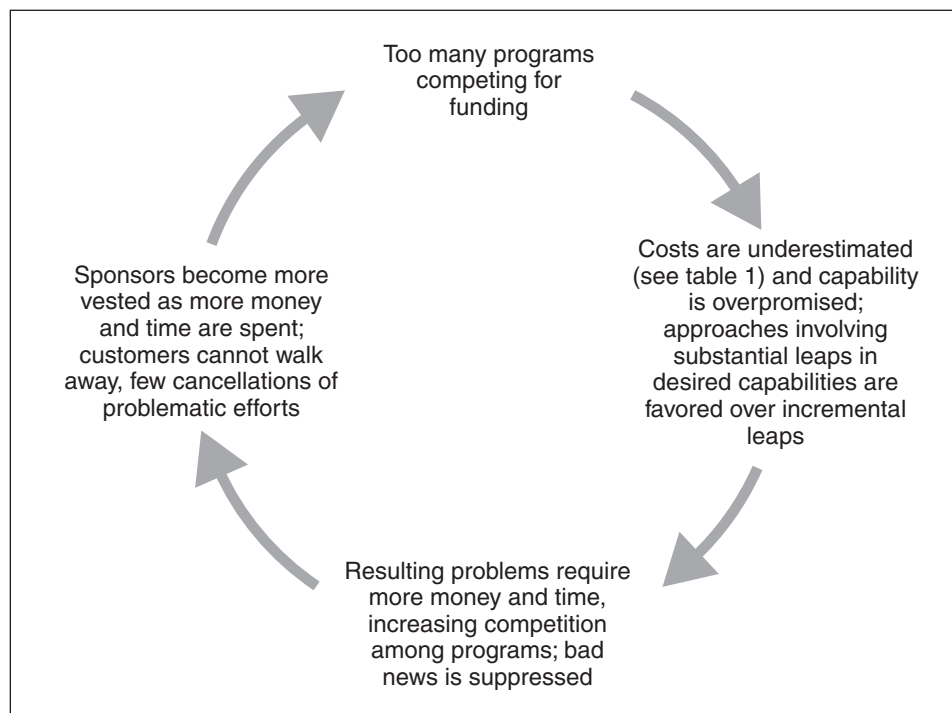 Too many programs
competing for
funding
Costs are underestimated
(see table 1) and capability
is overpromised;
approaches involving
substantial leaps in
desired capabilities are
favored over incremental
leaps
Resulting problems require
more money and time,
increasing competition
among programs; bad
news is suppressed
Sponsors become more
vested as more money
and time are spent;
customers cannot walk
away, few cancellations of
problematic efforts